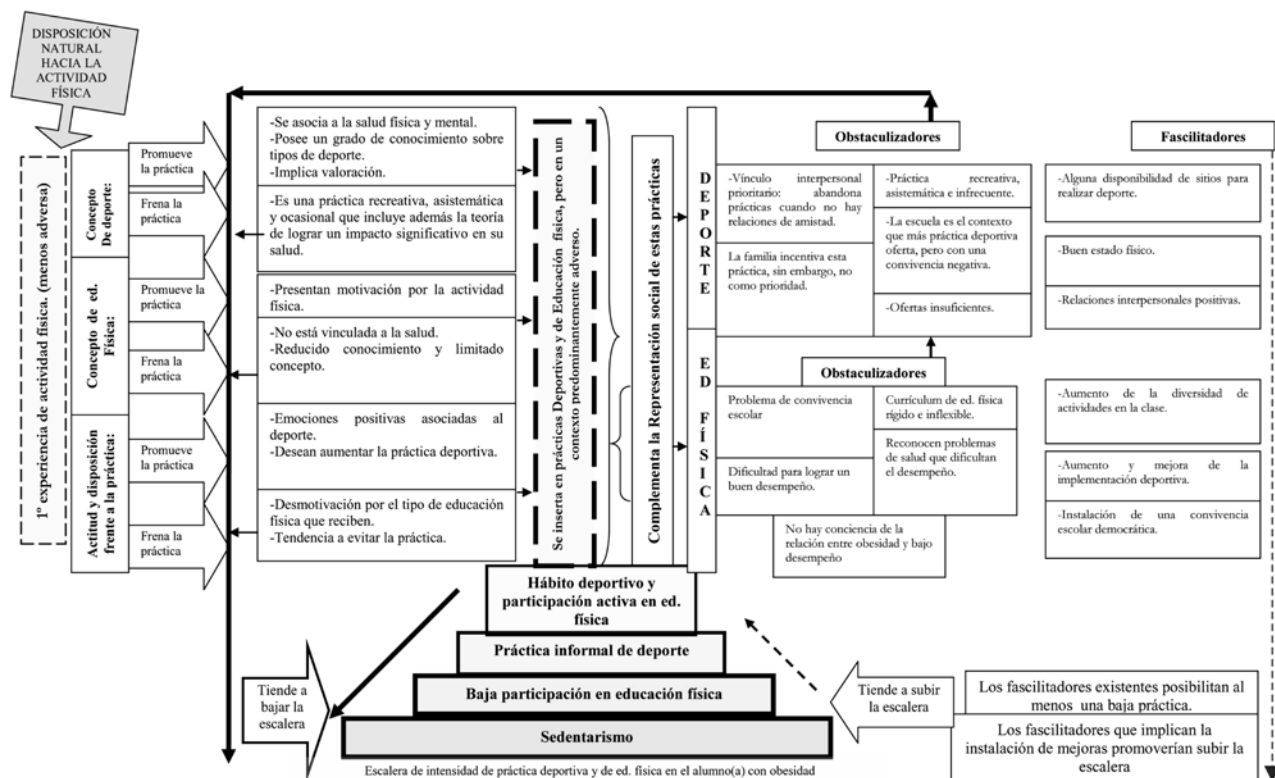 DISPOSICIÓN
NATURAL
HACIA LA
ACTIVIDAD
FÍSICA
1º experiencia de actividad física. (menos adversa)
Concepto
De deporte:
Concepto de ed.
Física:
Actitud y disposición
frente a la práctica:
Promueve
la práctica
Frena la
práctica
Promueve la
práctica
Frena la
práctica
Promueve
la práctica
Frena la
práctica
-Se asocia a la salud física y mental.
-Posee un grado de conocimiento sobre
tipos de deporte.
-Implica valoración.
-Es una práctica recreativa, asistemática
y ocasional que incluye además la teoría
de lograr un impacto significativo en su
salud.
-Presentan motivación por la actividad
física.
-No está vinculada a la salud.
-Reducido conocimiento y limitado
concepto.
-Emociones positivas asociadas al
deporte.
-Desean aumentar la práctica deportiva.
-Desmotivación por el tipo de educación
física que reciben.
-Tendencia a evitar la práctica.
Se inserta en prácticas Deportivas y de Educación física, pero en un
contexto predominantemente adverso.
Complementa la Representación social de estas prácticas
DEPORTE
ED FÍSICA
Obstaculizadores
-Vínculo interpersonal
prioritario: abandona
prácticas cuando no hay
relaciones de amistad.
La familia incentiva esta
práctica, sin embargo, no
como prioridad.
-Práctica recreativa,
asistemática e infrecuente.
-La escuela es el contexto
que más práctica deportiva
oferta, pero con una
convivencia negativa.
-Ofertas insuficientes.
Obstaculizadores
Problema de convivencia
escolar
Dificultad para lograr un
buen desempeño.
Currículum de ed. física
rígido e inflexible.
Reconocen problemas
de salud que dificultan
el desempeño.
No hay conciencia de la
relación entre obesidad y bajo
desempeño
Fascilitadores
-Alguna disponibilidad de sitios para
realizar deporte.
-Buen estado físico.
-Relaciones interpersonales positivas.
-Aumento de la diversidad de
actividades en la clase.
-Aumento y mejora de la
implementación deportiva.
-Instalación de una convivencia
escolar democrática.
Hábito deportivo y
participación activa en ed.
física
Práctica informal de deporte
Baja participación en educación física
Sedentarismo
Tiende a
bajar la
escalera
Tiende a subir
la escalera
Los fascilitadores existentes posibilitan al
menos una baja práctica.
Los fascilitadores que implican la
instalación de mejoras promoverían subir la
escalera
Escalera de intensidad de práctica deportiva y de ed. física en el alumno(a) con obesidad